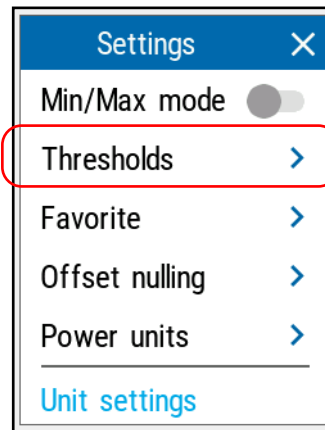 Settings
Min/Max mode
Thresholds
Favorite
Offset nulling
Power units
Unit settings